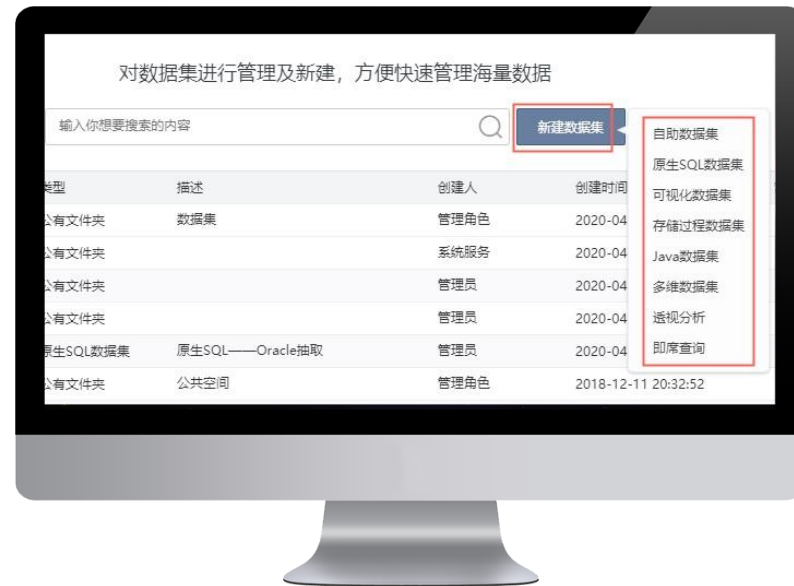 对数据集进行管理及新建，方便快速管理海量数据
输入你想要搜索的内容
新建数据集
自助数据集
原生SQL数据集
可视化数据集
存储过程数据集
Java数据集
多维数据集
透视分析
即席查询
类型 描述 创建人 创建时间
公有文件夹 数据集 管理角色 2020-04
公有文件夹 系统服务 2020-04
公有文件夹 管理员 2020-04
公有文件夹 管理员 2020-04
原生SQL数据集 原生SQL——Oracle抽取 管理员 2020-04
公有文件夹 公共空间 管理角色 2018-12-11 20:32:52